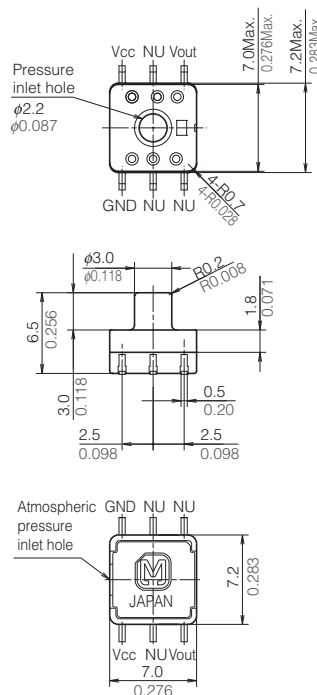 Vcc NU Vout
Pressure
inlet hole
ϕ2.2
ϕ0.087
7.0Max.
0.276Max.
7.2Max.
0.283Max.
GND NU NU
4-R0.7
4-R0.028
ϕ3.0
ϕ0.118
R0.2
R0.008
6.5
0.256
3.0
0.118
1.8
0.071
0.5
0.20
2.5
0.098
2.5
0.098
Atmospheric
pressure
inlet hole
GND NU NU
M
JAPAN
7.2
0.283
Vcc NU Vout
7.0
0.276